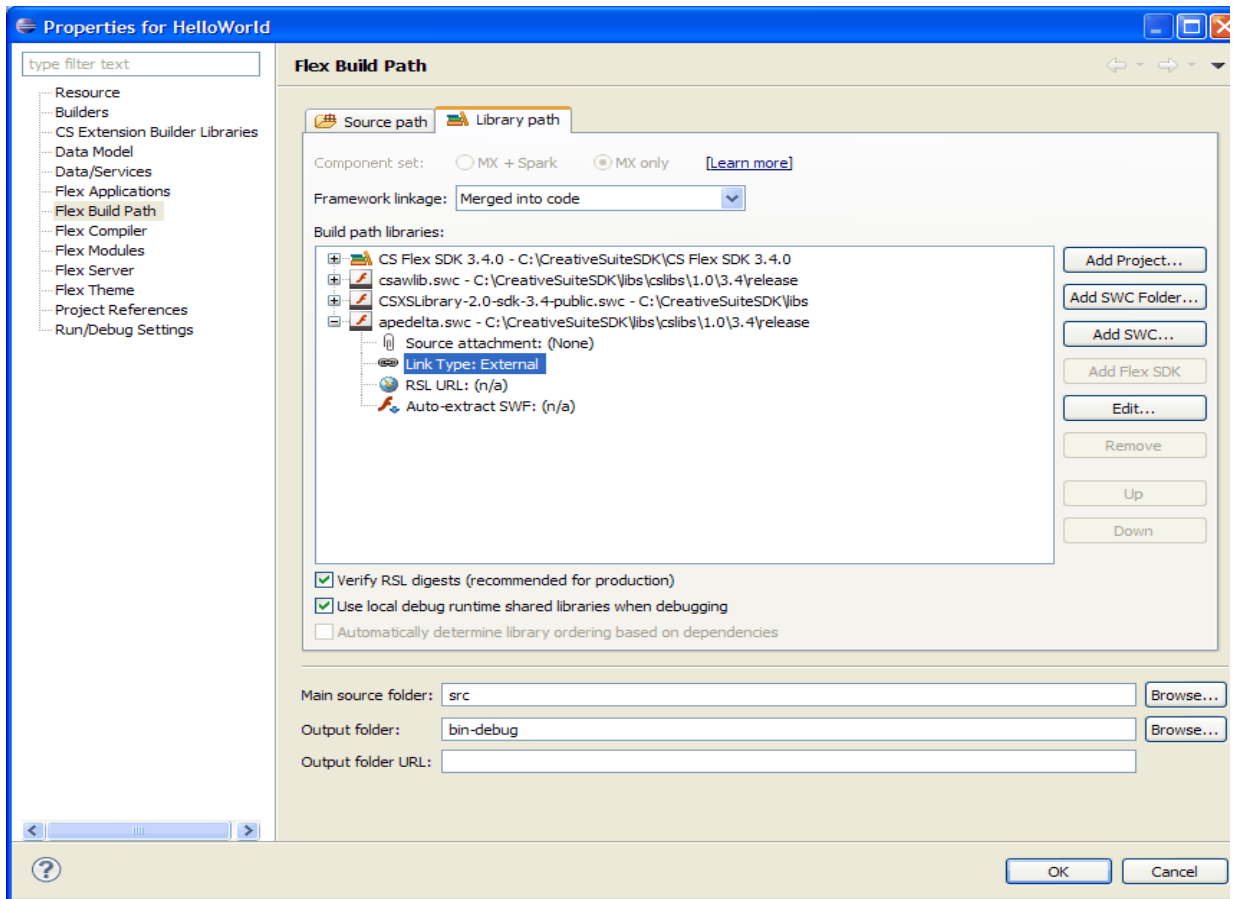 Properties for HelloWorld
type filter text
Resource
Builders
CS Extension Builder Libraries
Data Model
Data/Services
Flex Applications
Flex Build Path
Flex Compiler
Flex Modules
Flex Server
Flex Theme
Project References
Run/Debug Settings
Flex Build Path
Source path
Library path
Component set: MX + Spark MX only [Learn more]
Framework linkage: Merged into code
Build path libraries:
CS Flex SDK 3.4.0 - C:\CreativeSuiteSDK\CS Flex SDK 3.4.0
csawlib.swc - C:\CreativeSuiteSDK\libs\cslibs\1.0\3.4\release
CSXSLibrary-2.0-sdk-3.4-public.swc - C:\CreativeSuiteSDK\libs
apedelta.swc - C:\CreativeSuiteSDK\libs\cslibs\1.0\3.4\release
Source attachment: (None)
Link Type: External
RSL URL: (n/a)
Auto-extract SWF: (n/a)
Add Project...
Add SWC Folder...
Add SWC...
Add Flex SDK
Edit...
Remove
Up
Down
Verify RSL digests (recommended for production)
Use local debug runtime shared libraries when debugging
Automatically determine library ordering based on dependencies
Main source folder: src Browse...
Output folder: bin-debug Browse...
Output folder URL:
OK Cancel